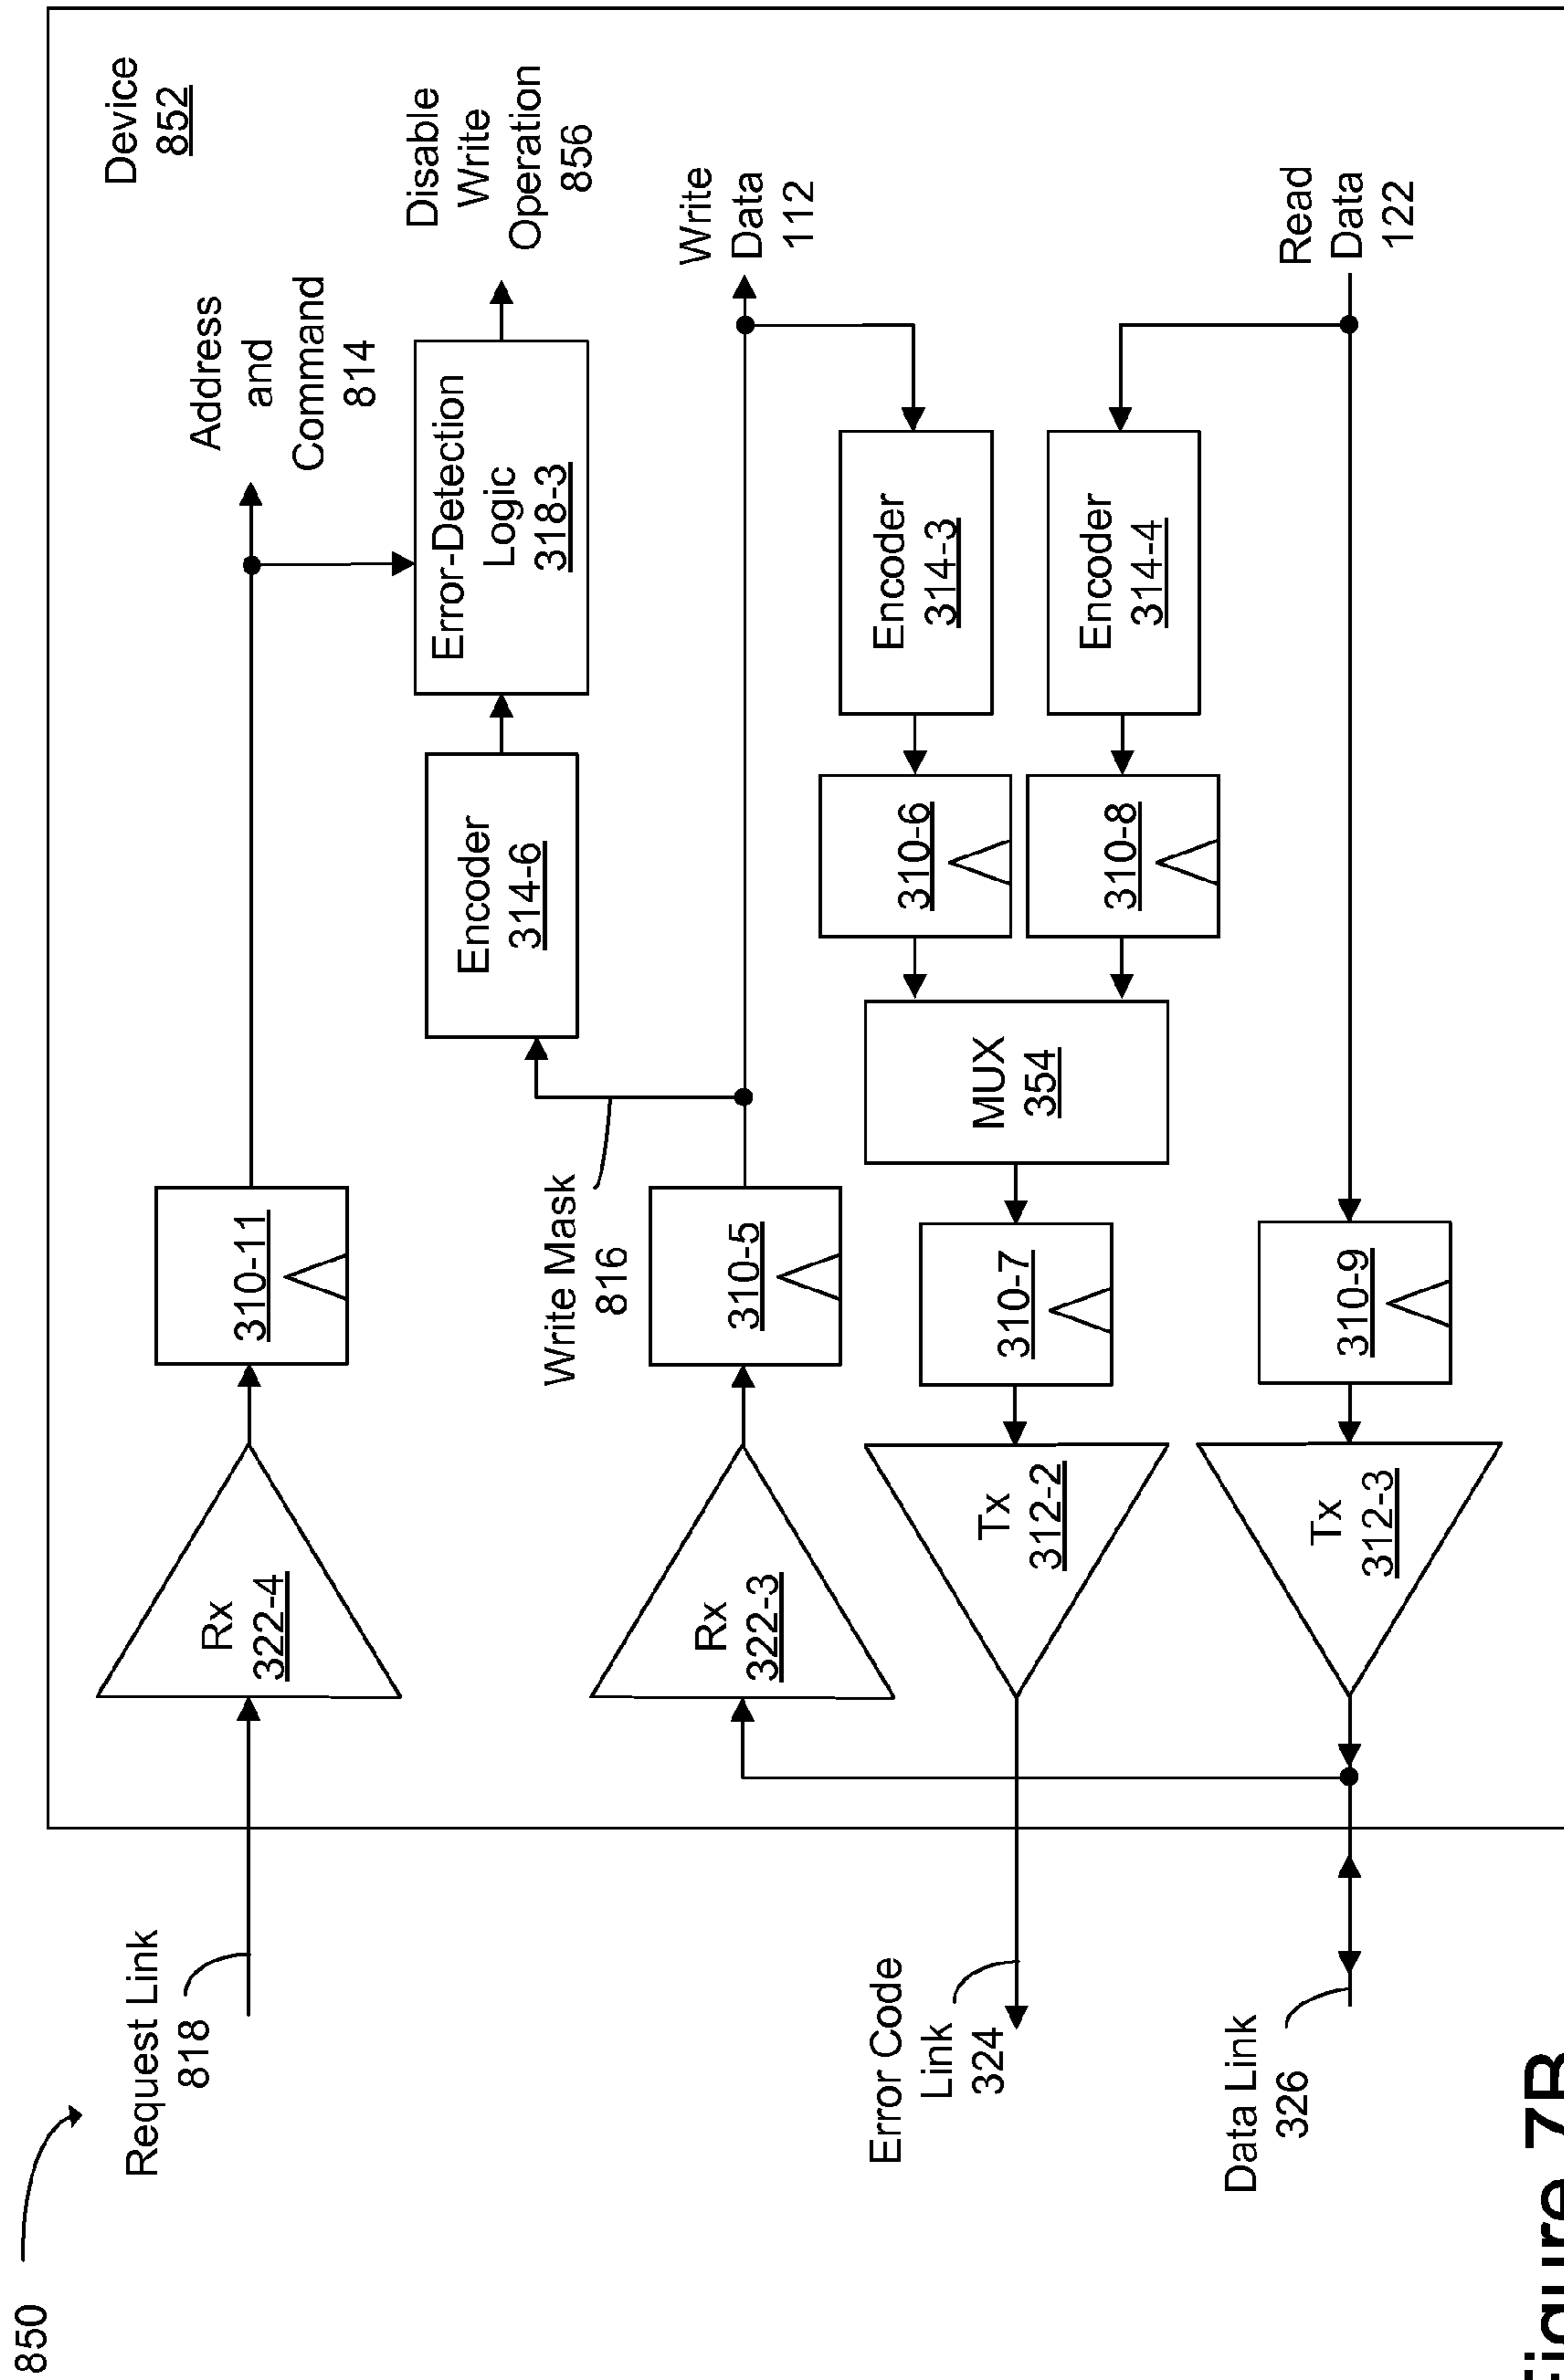 850
Request Link
818
Device
852
Rx
322-4
310-11
Address
and
Command
814
Encoder
314-6
Error-Detection
Logic
318-3
Disable
Write
Operation
856
Write Mask
816
Rx
322-3
310-5
Write
Data
112
Error Code
Link
324
Tx
312-2
310-7
MUX
354
310-6
Encoder
314-3
310-8
Encoder
314-4
Data Link
326
Tx
312-3
310-9
Read
Data
122
Figure 7B